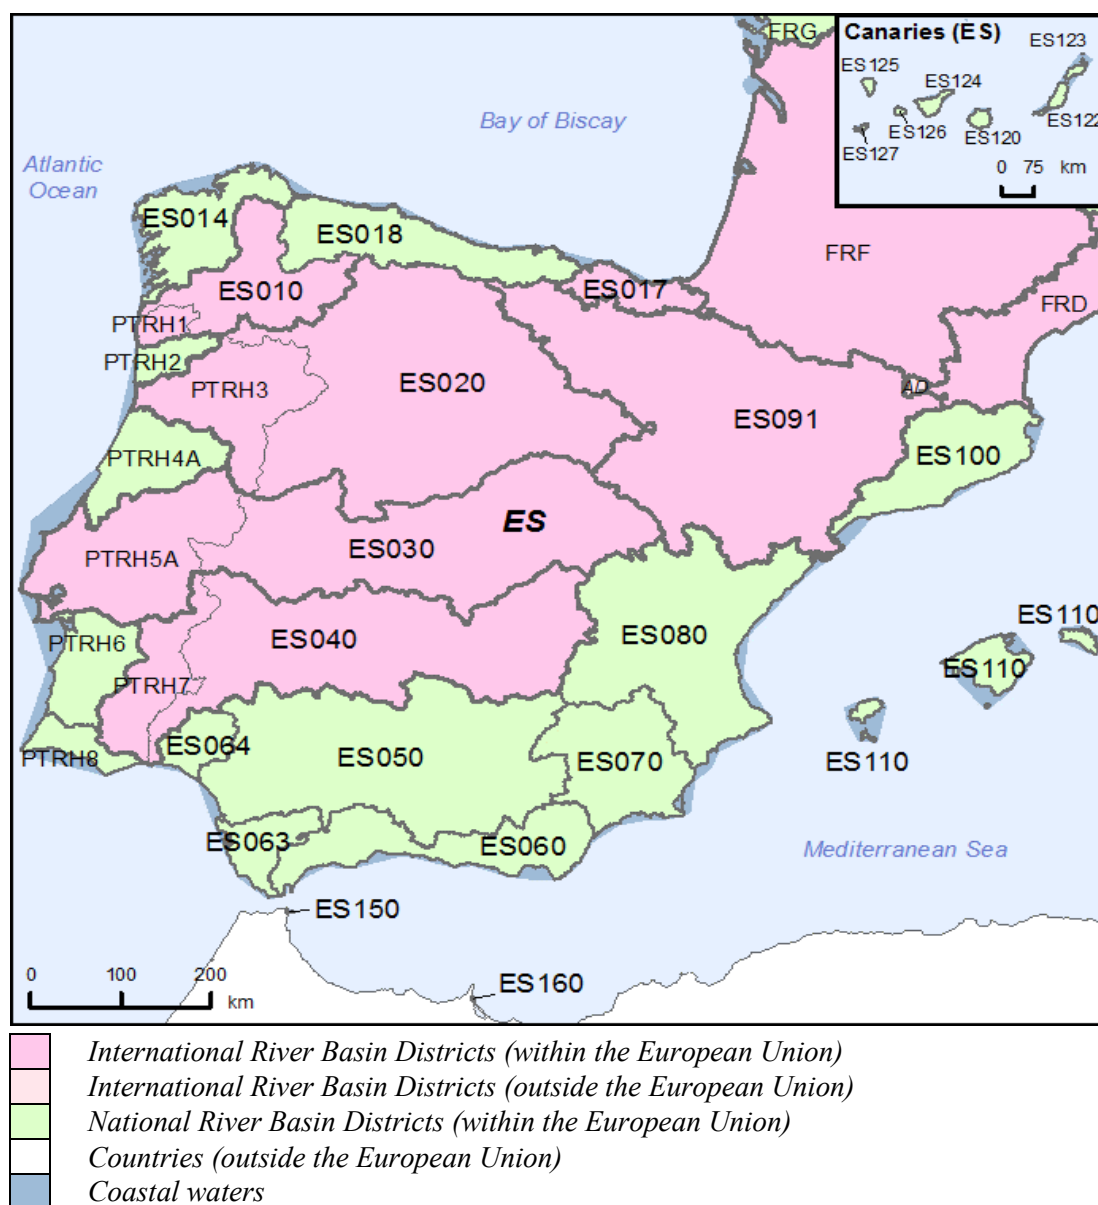 FRG
Canaries (ES)
ES123
ES125
ES124
ES122
ES126
ES120
ES127
0 75 km
Bay of Biscay
Atlantic
Ocean
ES014
ES018
FRF
ES010
ES017
FRD
PTRH1
PTRH2
PTRH3
ES020
AD
ES091
PTRH4A
ES100
ES
ES030
PTRH5A
ES110
PTRH6
ES040
ES080
ES110
PTRH7
PTRH8
ES064
ES050
ES070
ES110
ES063
ES060
Mediterranean Sea
ES150
0 100 200
km
ES160
International River Basin Districts (within the European Union)
International River Basin Districts (outside the European Union)
National River Basin Districts (within the European Union)
Countries (outside the European Union)
Coastal waters